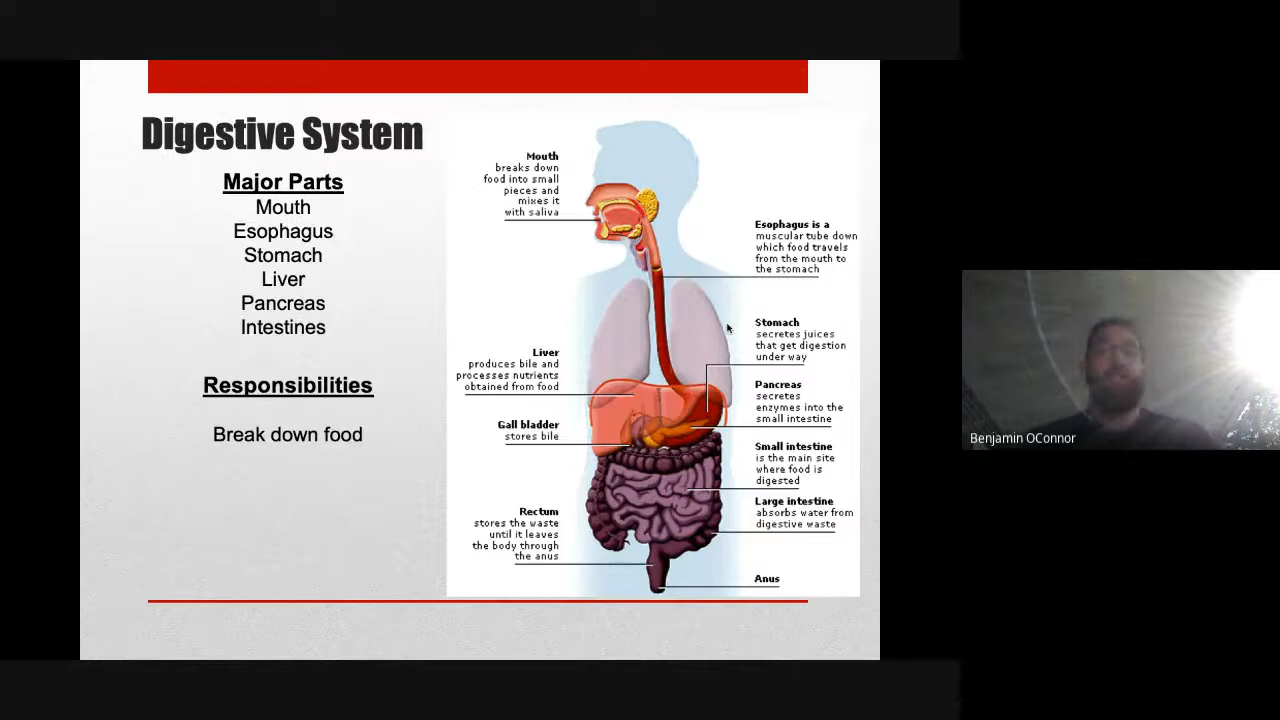 Digestive System
Major Parts
Mouth
Esophagus
Stomach
Liver
Pancreas
Intestines
Responsibilities
Break down food
Mouth
breaks down
food into small
pieces and
mixes it
with saliva
Liver
produces bile and
processes nutrients
obtained from food
Gall bladder
stores bile
Rectum
stores the waste
until it leaves
the body through
the anus
Esophagus is a
muscular tube down
which food travels
from the mouth to
the stomach
Stomach
secretes juices
that get digestion
under way
Pancreas
secretes
enzymes into the
small intestine
Small intestine
is the main site
where food is
digested
Large intestine
absorbs water from
digestive waste
Anus
Benjamin OConnor